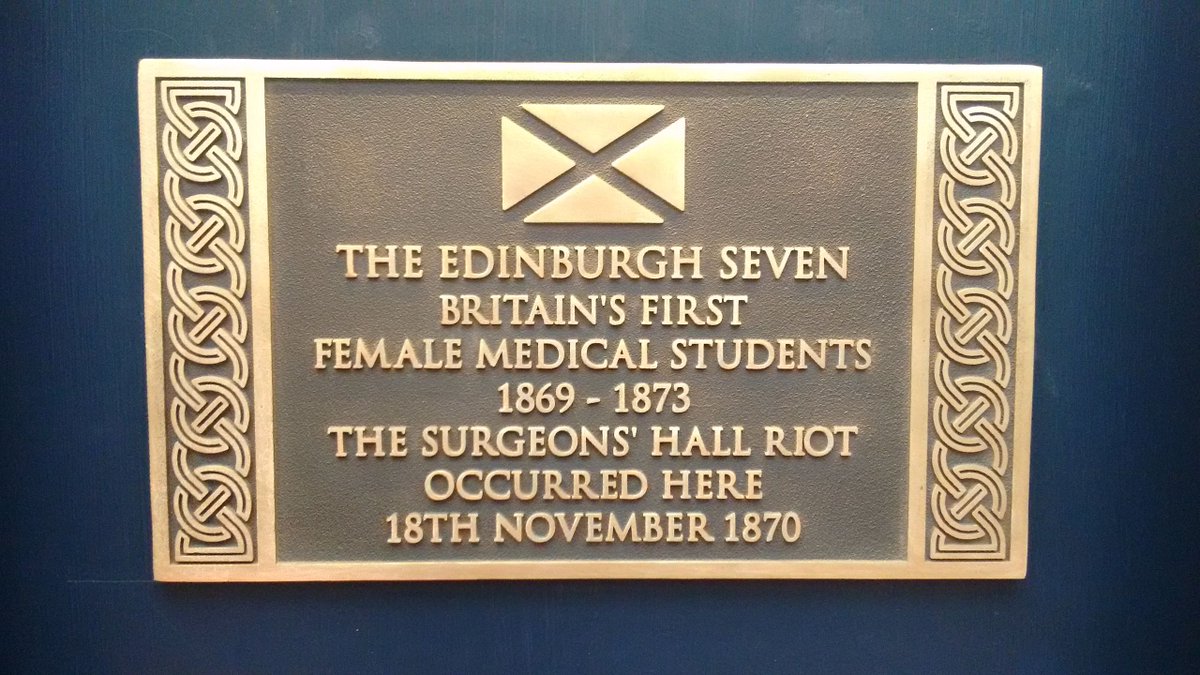 THE EDINBURGH SEVEN
BRITAIN'S FIRST
FEMALE MEDICAL STUDENTS
1869 - 1873
THE SURGEONS' HALL RIOT
OCCURRED HERE
18TH NOVEMBER 1870